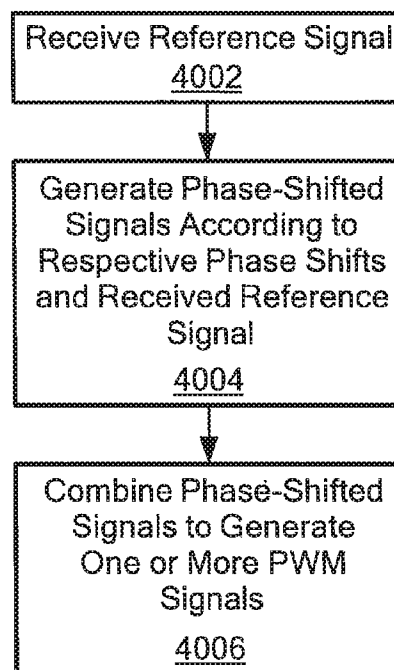 Receive Reference Signal
4002
Generate Phase-Shifted
Signals According to
Respective Phase Shifts
and Received Reference
Signal
4004
Combine Phase-Shifted
Signals to Generate
One or More PWM
Signals
4006